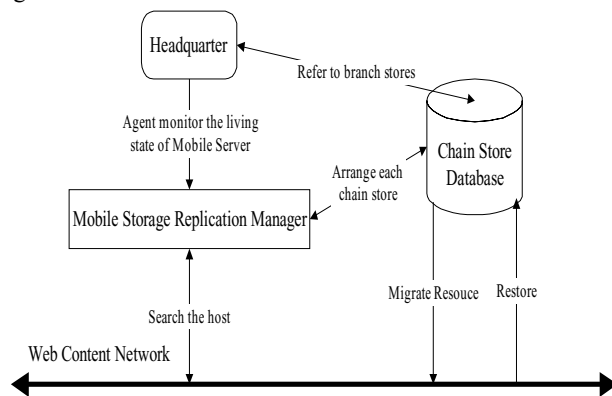 Headquarter
Refer to branch stores
Agent monitor the living
state of Mobile Server
Chain Store
Database
Arrange each
chain store
Mobile Storage Replication Manager
Migrate Resouce
Restore
Search the host
Web Content Network